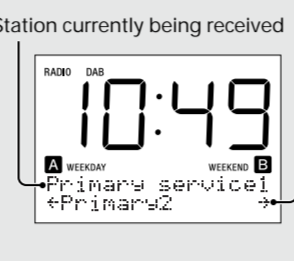 Station currently being received
RADIO DAB
10:49
A WEEKDAY WEEKEND B
Primary service1
←Primary2 →